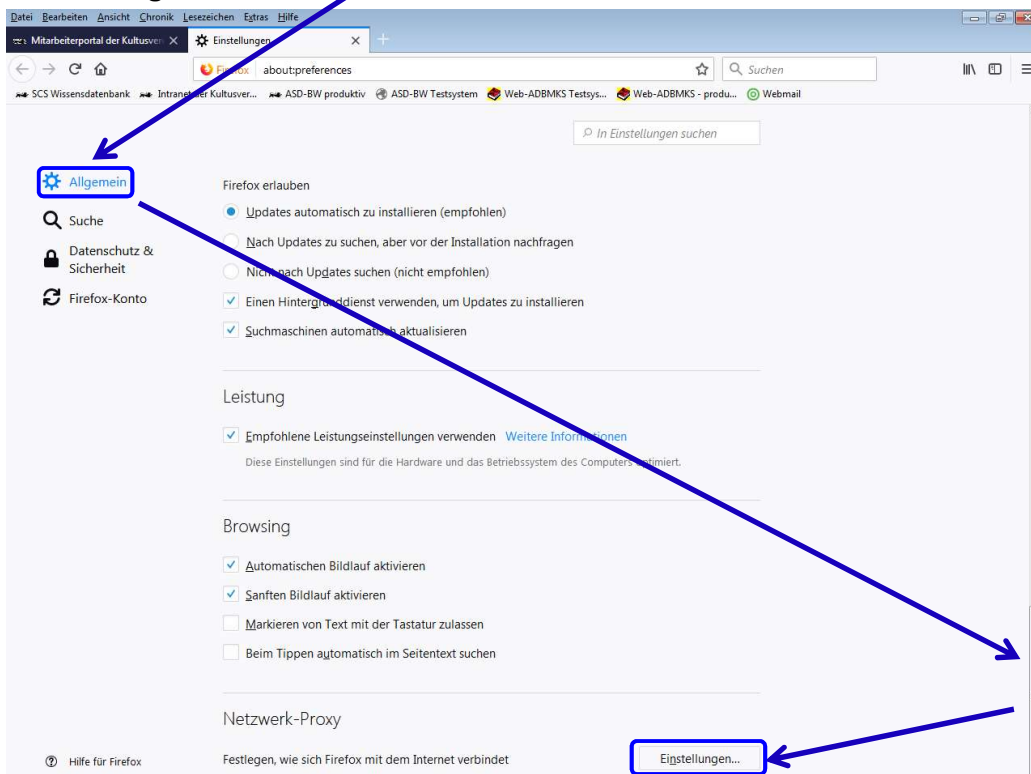 Datei Bearbeiten Ansicht Chronik Lesezeichen Extras Hilfe
Mitarbeiterportal der Kultusven Einstellungen
Firefox about:preferences Suchen
SCS Wissensdatenbank Intranet der Kultusver... ASD-BW produktiv ASD-BW Testsystem Web-ADBMKS Testsys... Web-ADBMKS - produ... Webmail
In Einstellungen suchen
Allgemein
Suche
Datenschutz &
Sicherheit
Firefox-Konto
Firefox erlauben
Updates automatisch zu installieren (empfohlen)
Nach Updates zu suchen, aber vor der Installation nachfragen
Nicht nach Updates suchen (nicht empfohlen)
Einen Hintergrunddienst verwenden, um Updates zu installieren
Suchmaschinen automatisch aktualisieren
Leistung
Empfohlene Leistungseinstellungen verwenden Weitere Informationen
Diese Einstellungen sind für die Hardware und das Betriebssystem des Computers optimiert.
Browsing
Automatischen Bildlauf aktivieren
Sanften Bildlauf aktivieren
Markieren von Text mit der Tastatur zulassen
Beim Tippen automatisch im Seitentext suchen
Netzwerk-Proxy
Festlegen, wie sich Firefox mit dem Internet verbindet Einstellungen...
Hilfe für Firefox